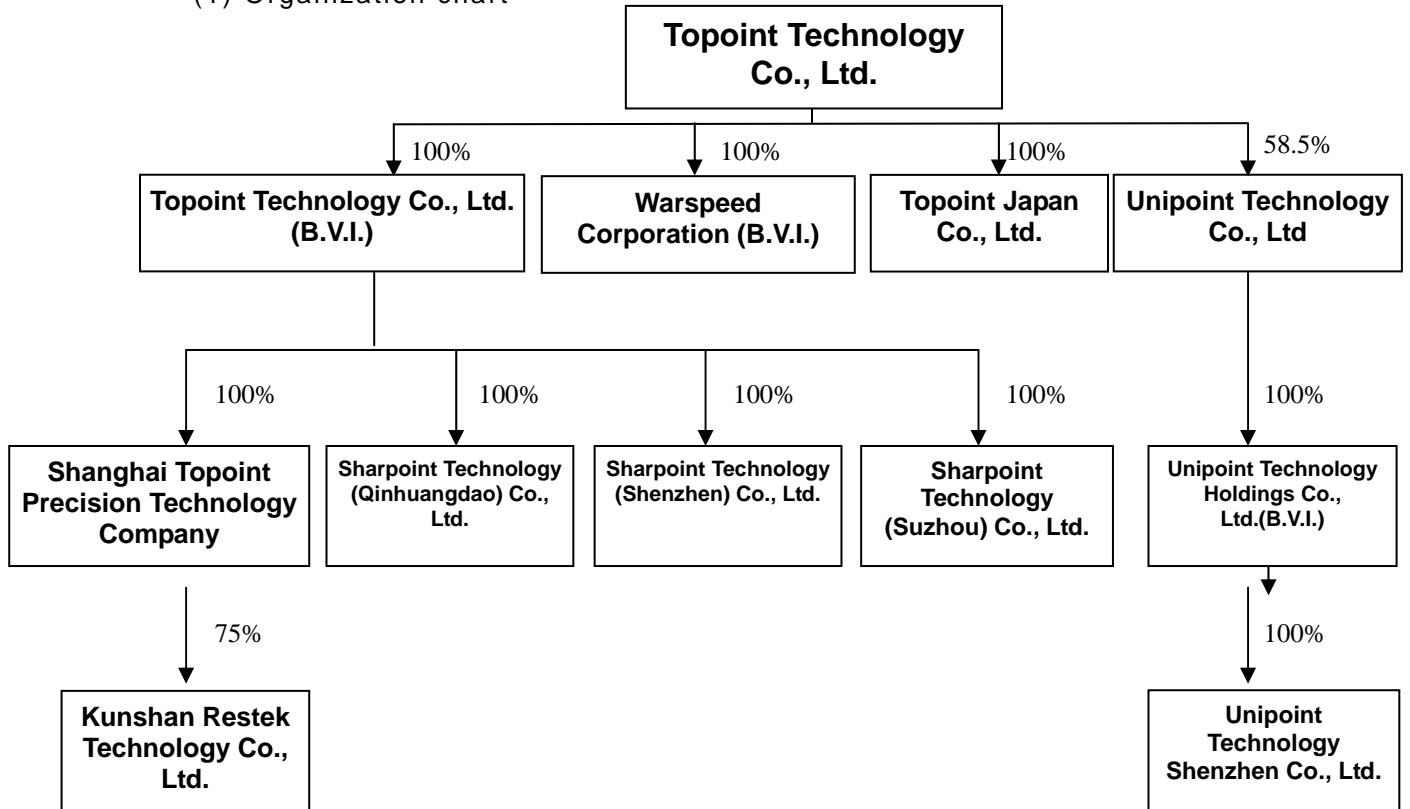 (1) Organization chart
Topoint Technology
Co., Ltd.
100%
100%
100%
58.5%
Topoint Technology Co., Ltd.
(B.V.I.)
Warspeed
Corporation (B.V.I.)
Topoint Japan
Co., Ltd.
Unipoint Technology
Co., Ltd
100%
100%
100%
100%
100%
Shanghai Topoint
Precision Technology
Company
Sharpoint Technology
(Qinhuangdao) Co.,
Ltd.
Sharpoint Technology
(Shenzhen) Co., Ltd.
Sharpoint
Technology
(Suzhou) Co., Ltd.
Unipoint Technology
Holdings Co.,
Ltd.(B.V.I.)
75%
100%
Kunshan Restek
Technology Co.,
Ltd.
Unipoint
Technology
Shenzhen Co., Ltd.